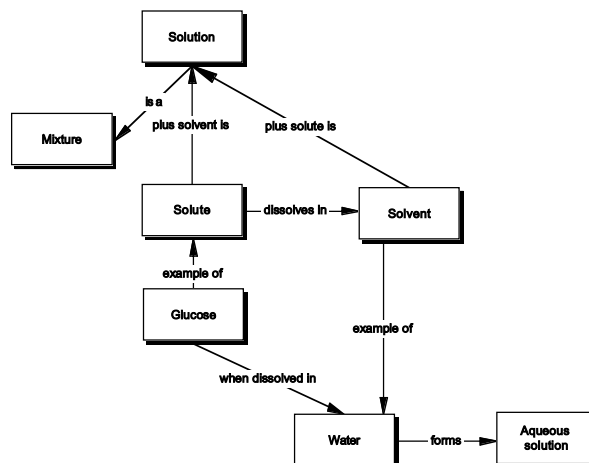 Solution
is a
plus solvent is
plus solute is
Mixture
Solute
dissolves in
Solvent
example of
Glucose
example of
when dissolved in
Water
forms
Aqueous
solution